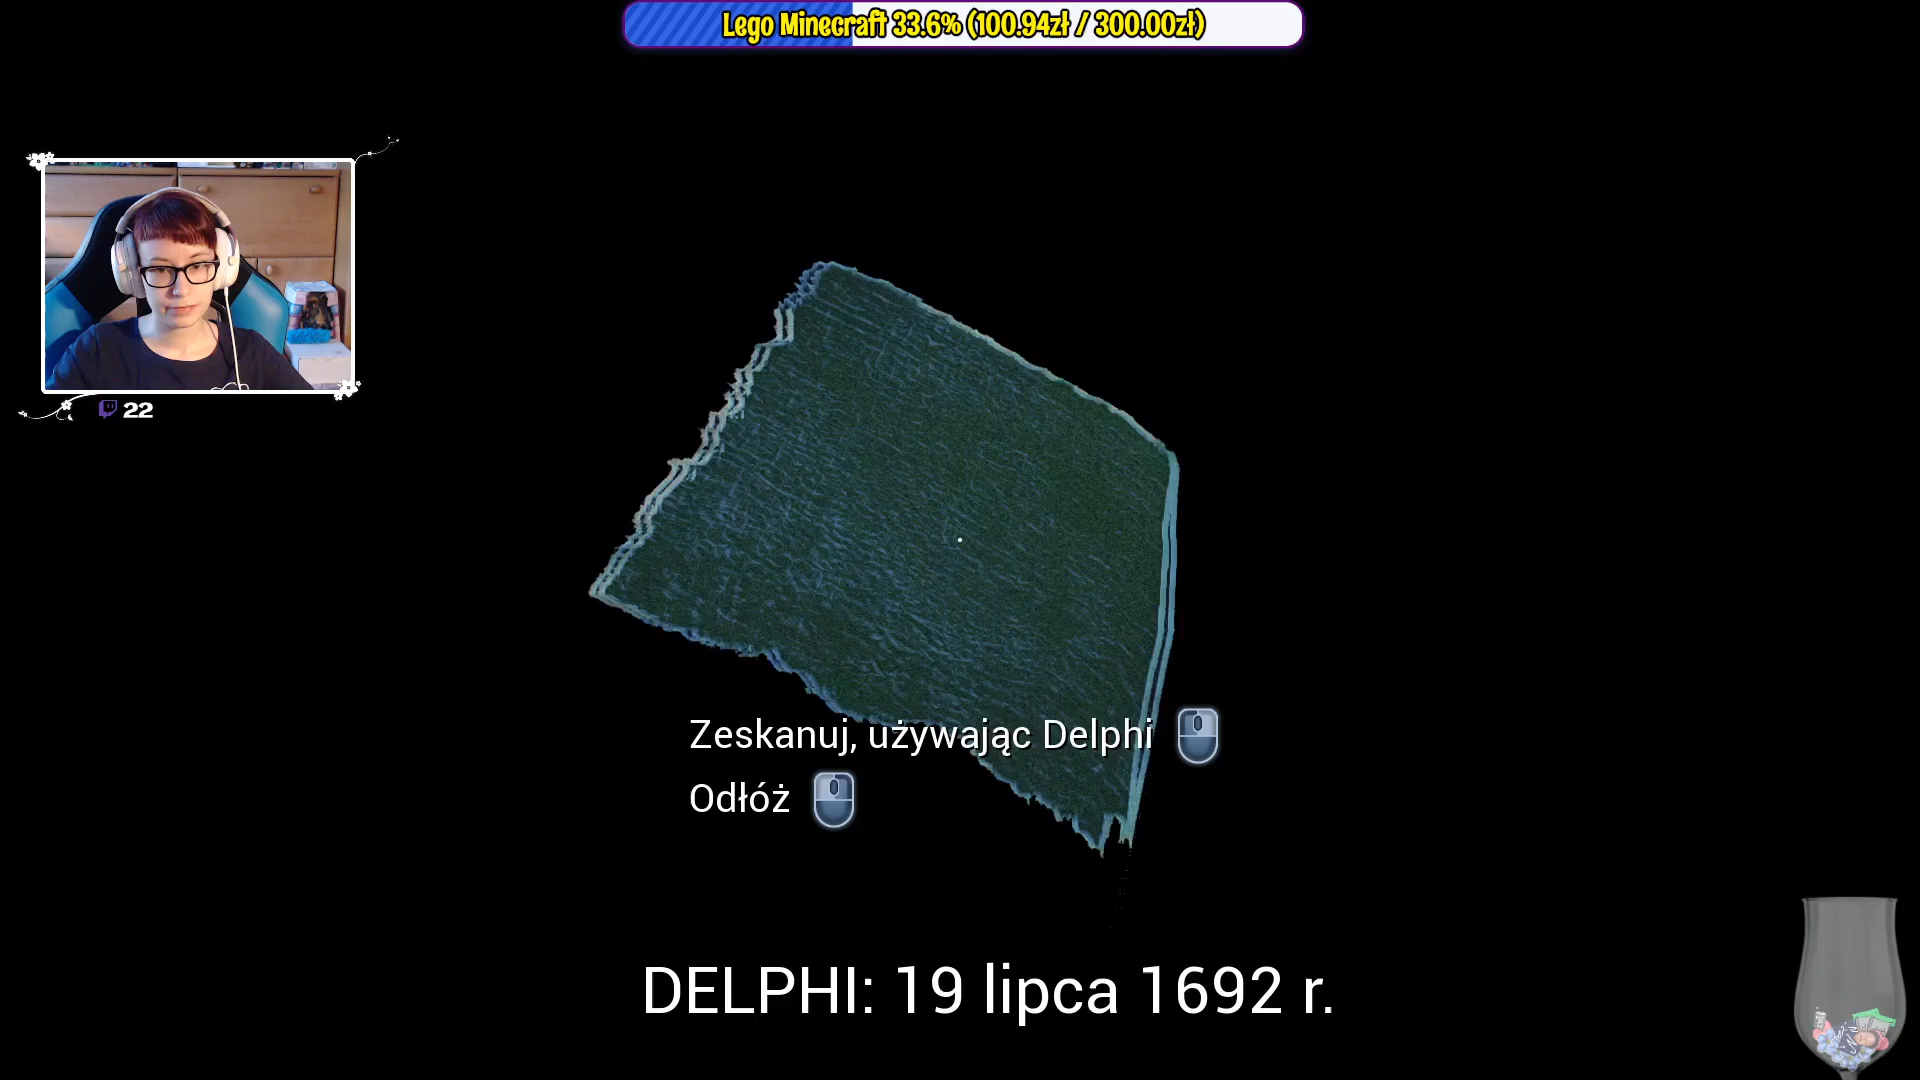 Lego Minecraft 33.6% (100.94zł / 300.00zł)
22
Zeskanuj, używając Delphi
Odłóż
DELPHI: 19 lipca 1692 r.